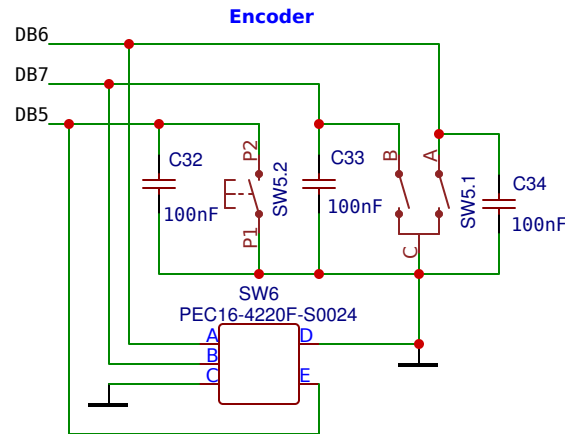 Encoder
DB6
DB7
DB5
C32
100nF
P2
P1
SW5.2
C33
100nF
B
A
C
SW5.1
C34
100nF
SW6
PEC16-4220F-S0024
A
B
C
D
E